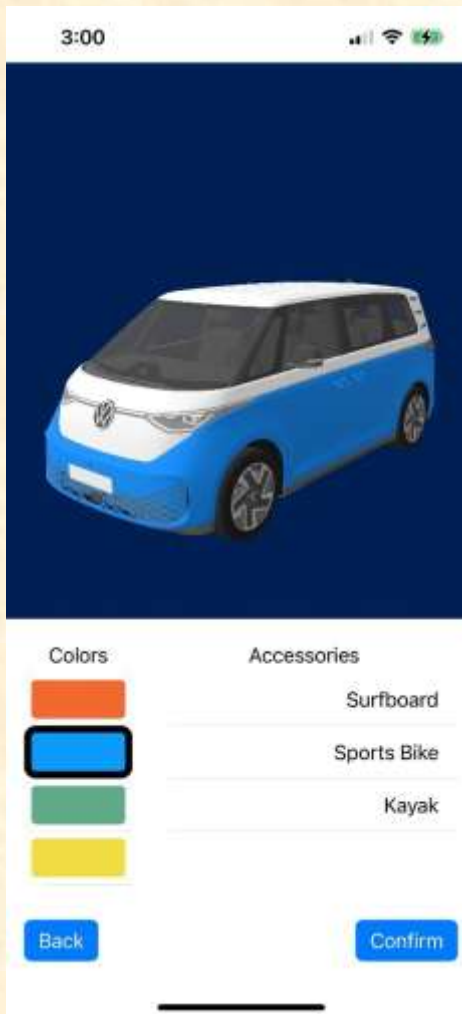 3:00
Colors
Accessories
Surfboard
Sports Bike
Kayak
Back
Confirm